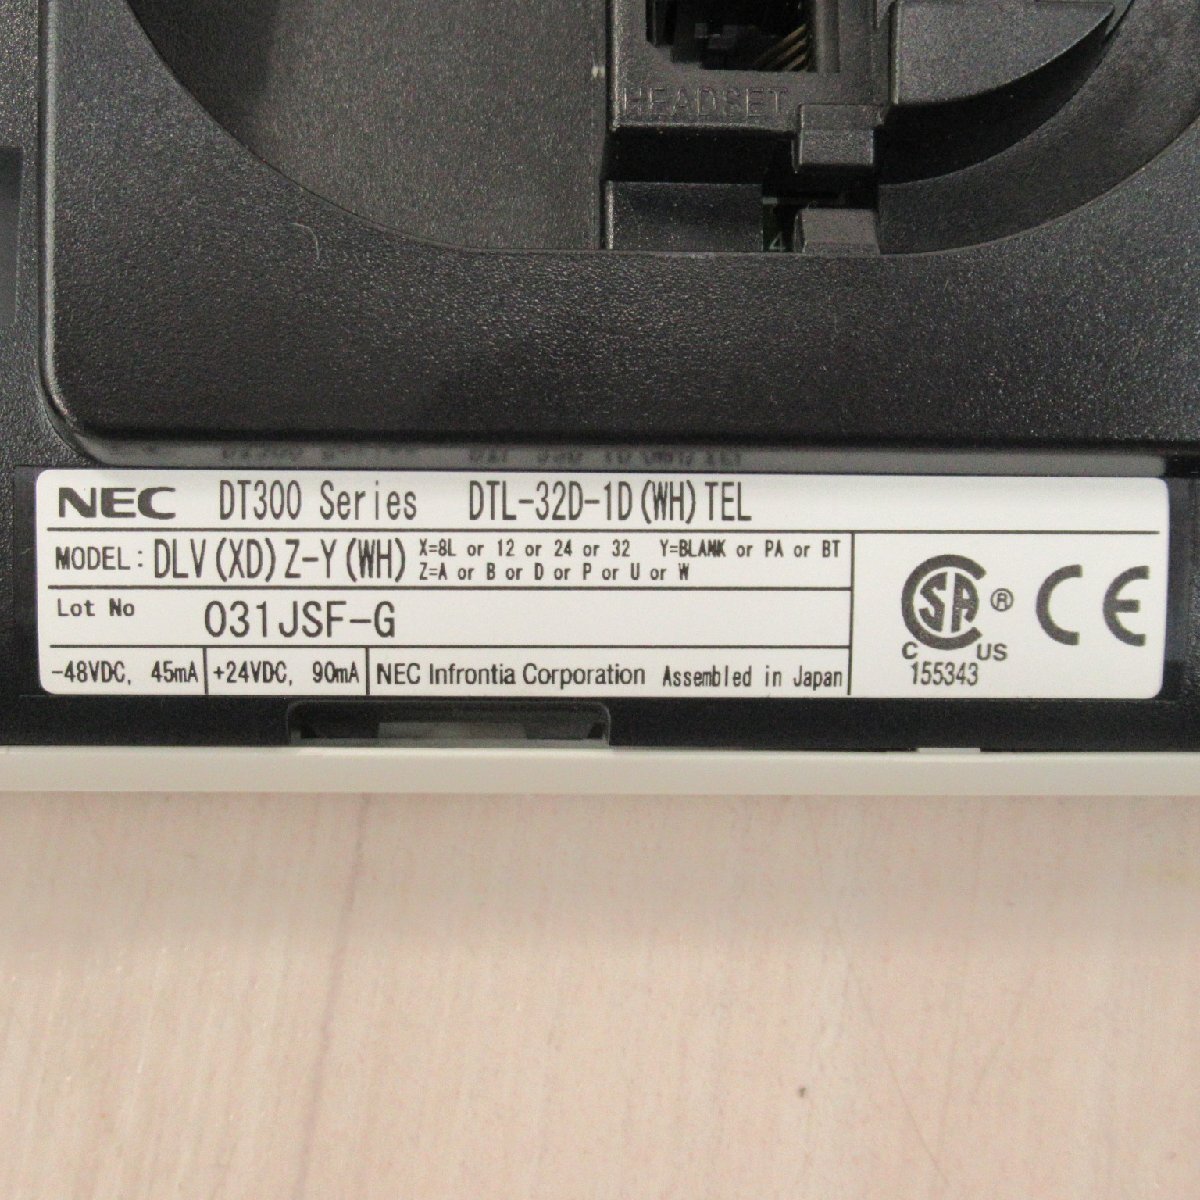 HEADSET
NEC DT300 Series DTL-32D-1D(WH)TEL
MODEL: DLV(XD)Z-Y(WH) X=8L or 12 or 24 or 32 Y=BLANK or PA or BT
Z=A or B or D or P or U or W
Lot No 031JSF-G
-48VDC, 45mA +24VDC, 90mA NEC Infrontia Corporation Assembled in Japan
CSA ® CE
C US
155343